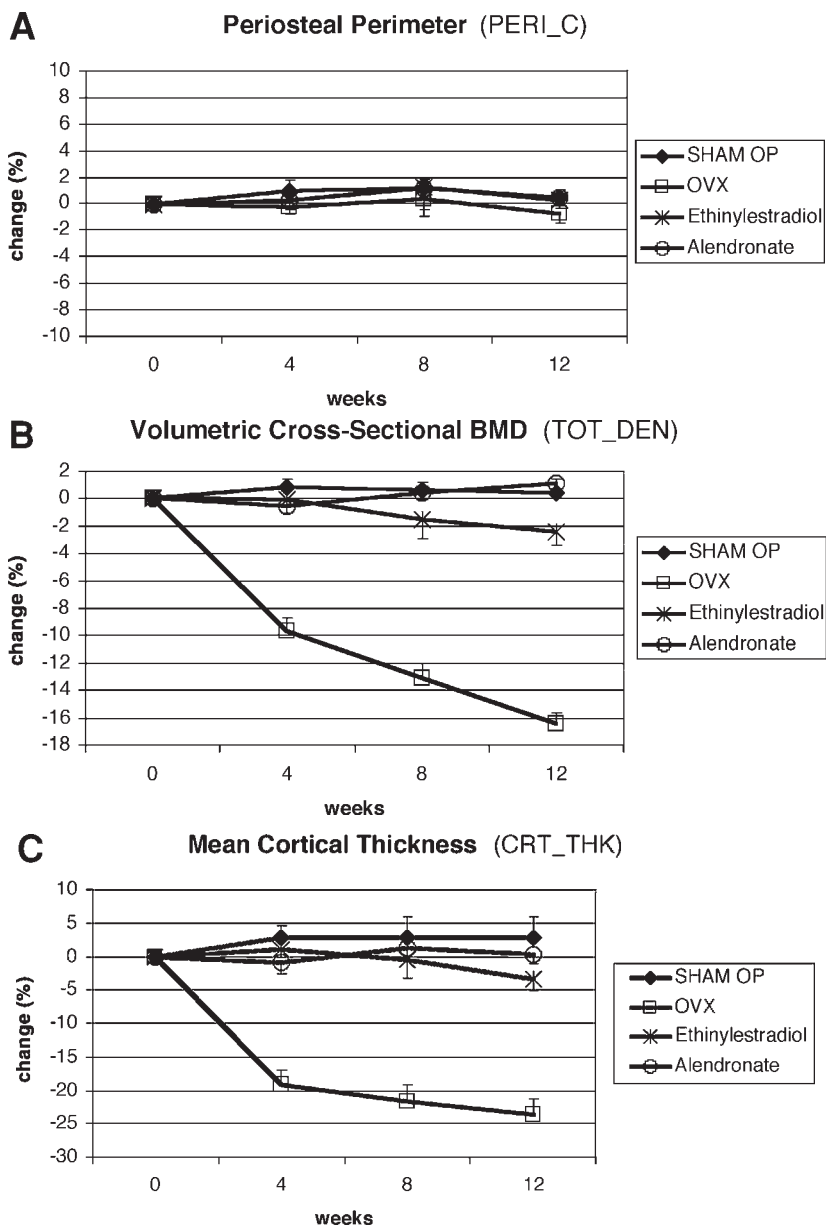 A
Periosteal Perimeter (PERI_C)
change (%)
10
8
6
4
2
0
-2
-4
-6
-8
-10
0 4 8 12
weeks
SHAM OP
OVX
Ethinylestradiol
Alendronate
B
Volumetric Cross-Sectional BMD (TOT_DEN)
change (%)
2
0
-2
-4
-6
-8
-10
-12
-14
-16
-18
0 4 8 12
weeks
SHAM OP
OVX
Ethinylestradiol
Alendronate
C
Mean Cortical Thickness (CRT_THK)
change (%)
10
5
0
-5
-10
-15
-20
-25
-30
0 4 8 12
weeks
SHAM OP
OVX
Ethinylestradiol
Alendronate